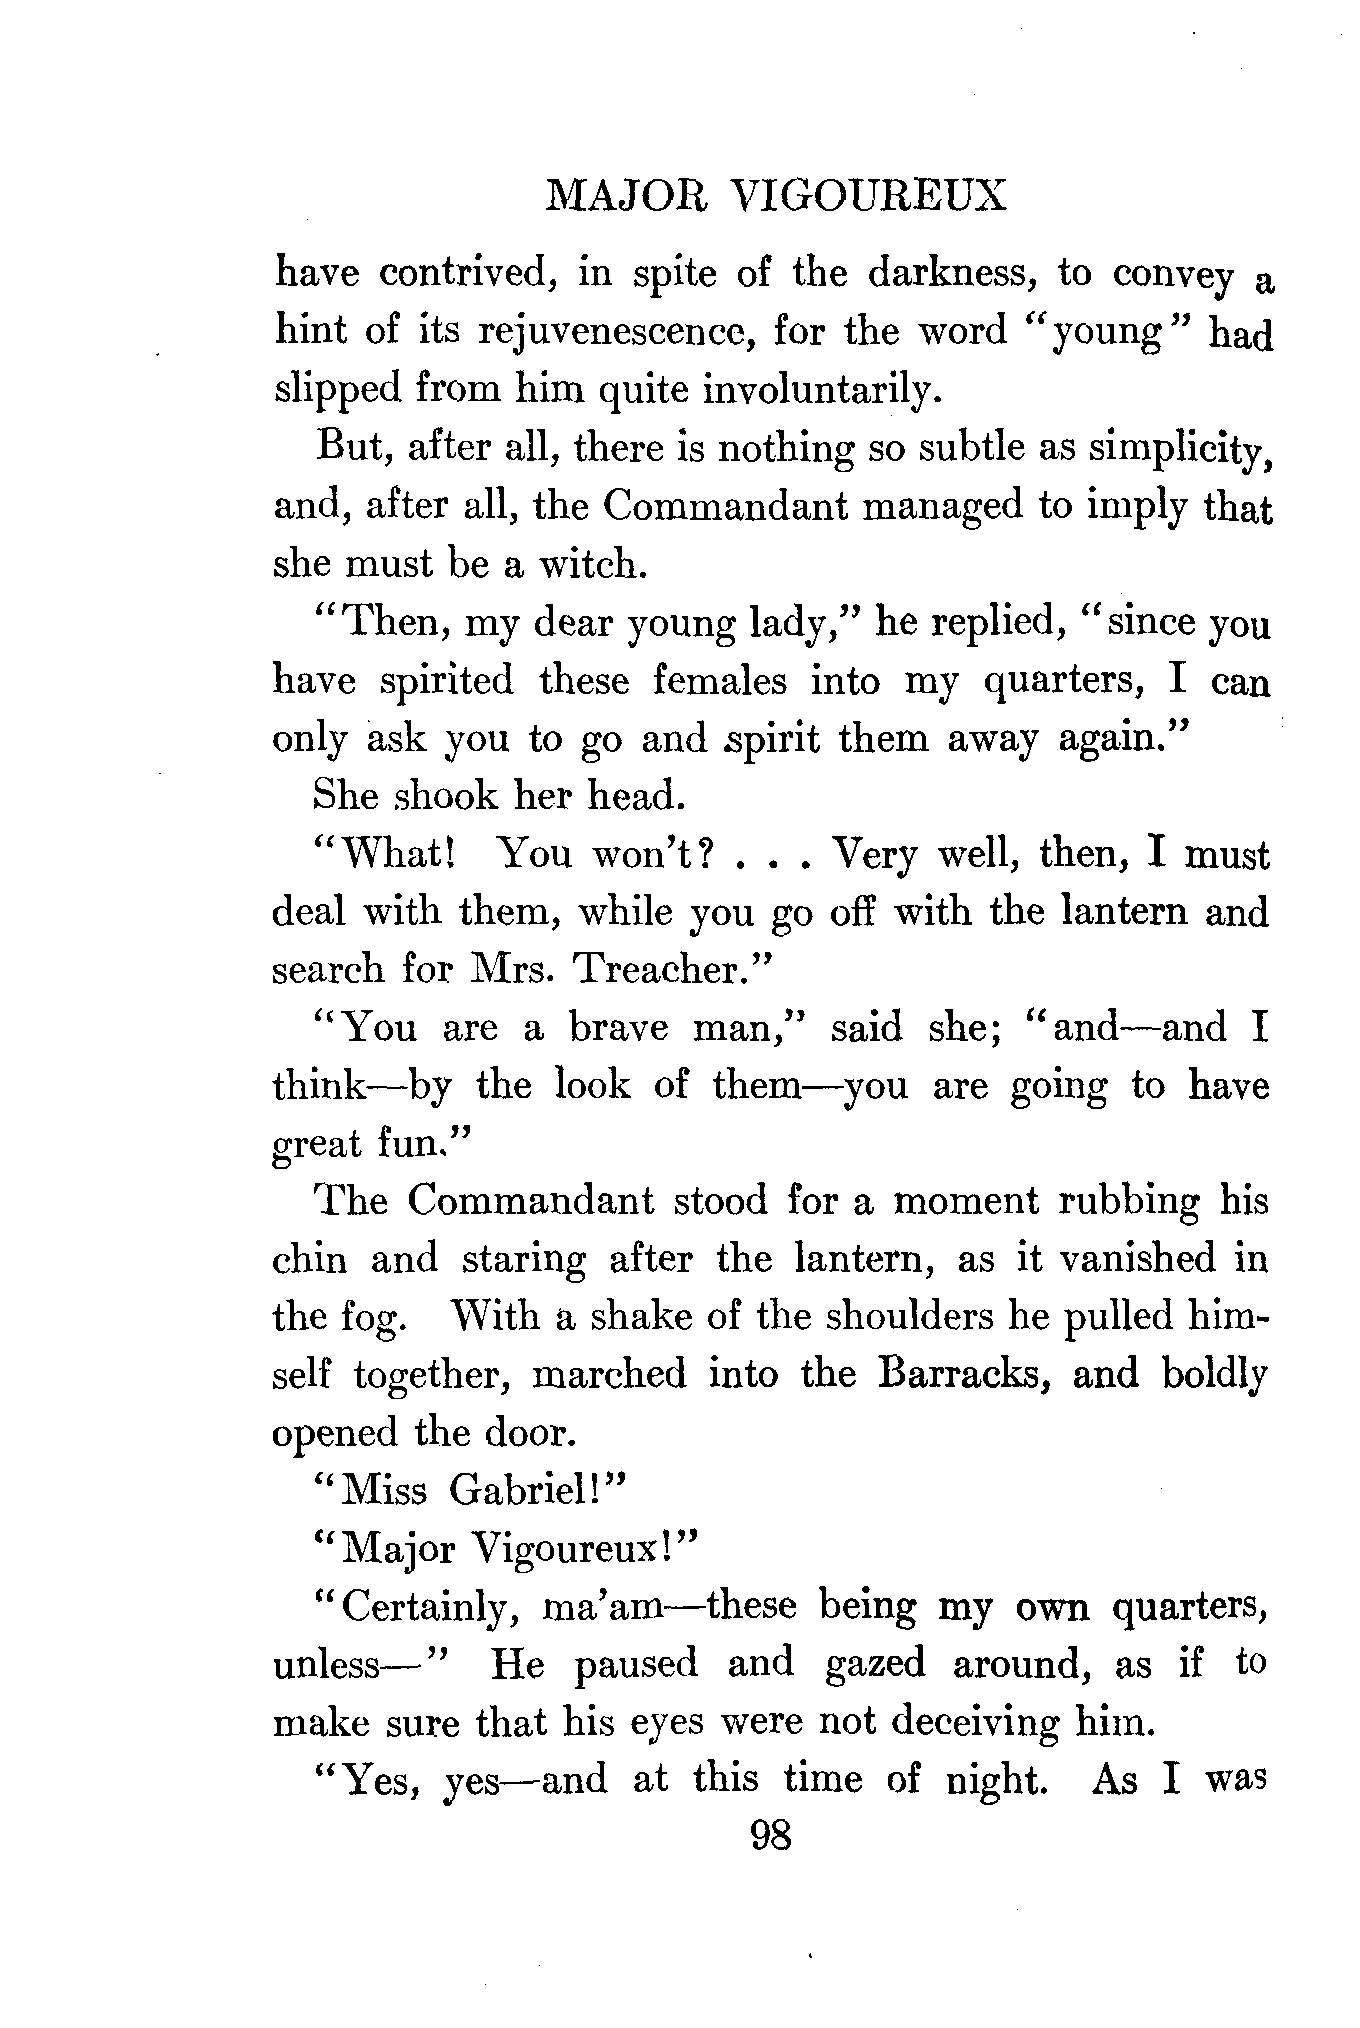 MAJOR VIGOUREUX
have contrived, in spite of the darkness, to convey a
hint of its rejuvenescence, for the word "young" had
slipped from him quite involuntarily.
But, after all, there is nothing so subtle as simplicity,
and, after all, the Commandant managed to imply that
she must be a witch.
"Then, my dear young lady," he replied, "since you
have spirited these females into my quarters, I can
only ask you to go and spirit them away again."
She shook her head.
"What! You won't? . . . Very well, then, I must
deal with them, while you go off with the lantern and
search for Mrs. Treacher."
"You are a brave man," said she; "and—and I
think—by the look of them—you are going to have
great fun."
The Commandant stood for a moment rubbing his
chin and staring after the lantern, as it vanished in
the fog. With a shake of the shoulders he pulled him-
self together, marched into the Barracks, and boldly
opened the door.
"Miss Gabriel!"
"Major Vigoureux!"
"Certainly, ma'am—these being my own quarters,
unless—" He paused and gazed around, as if to
make sure that his eyes were not deceiving him.
"Yes, yes—and at this time of night. As I was
98